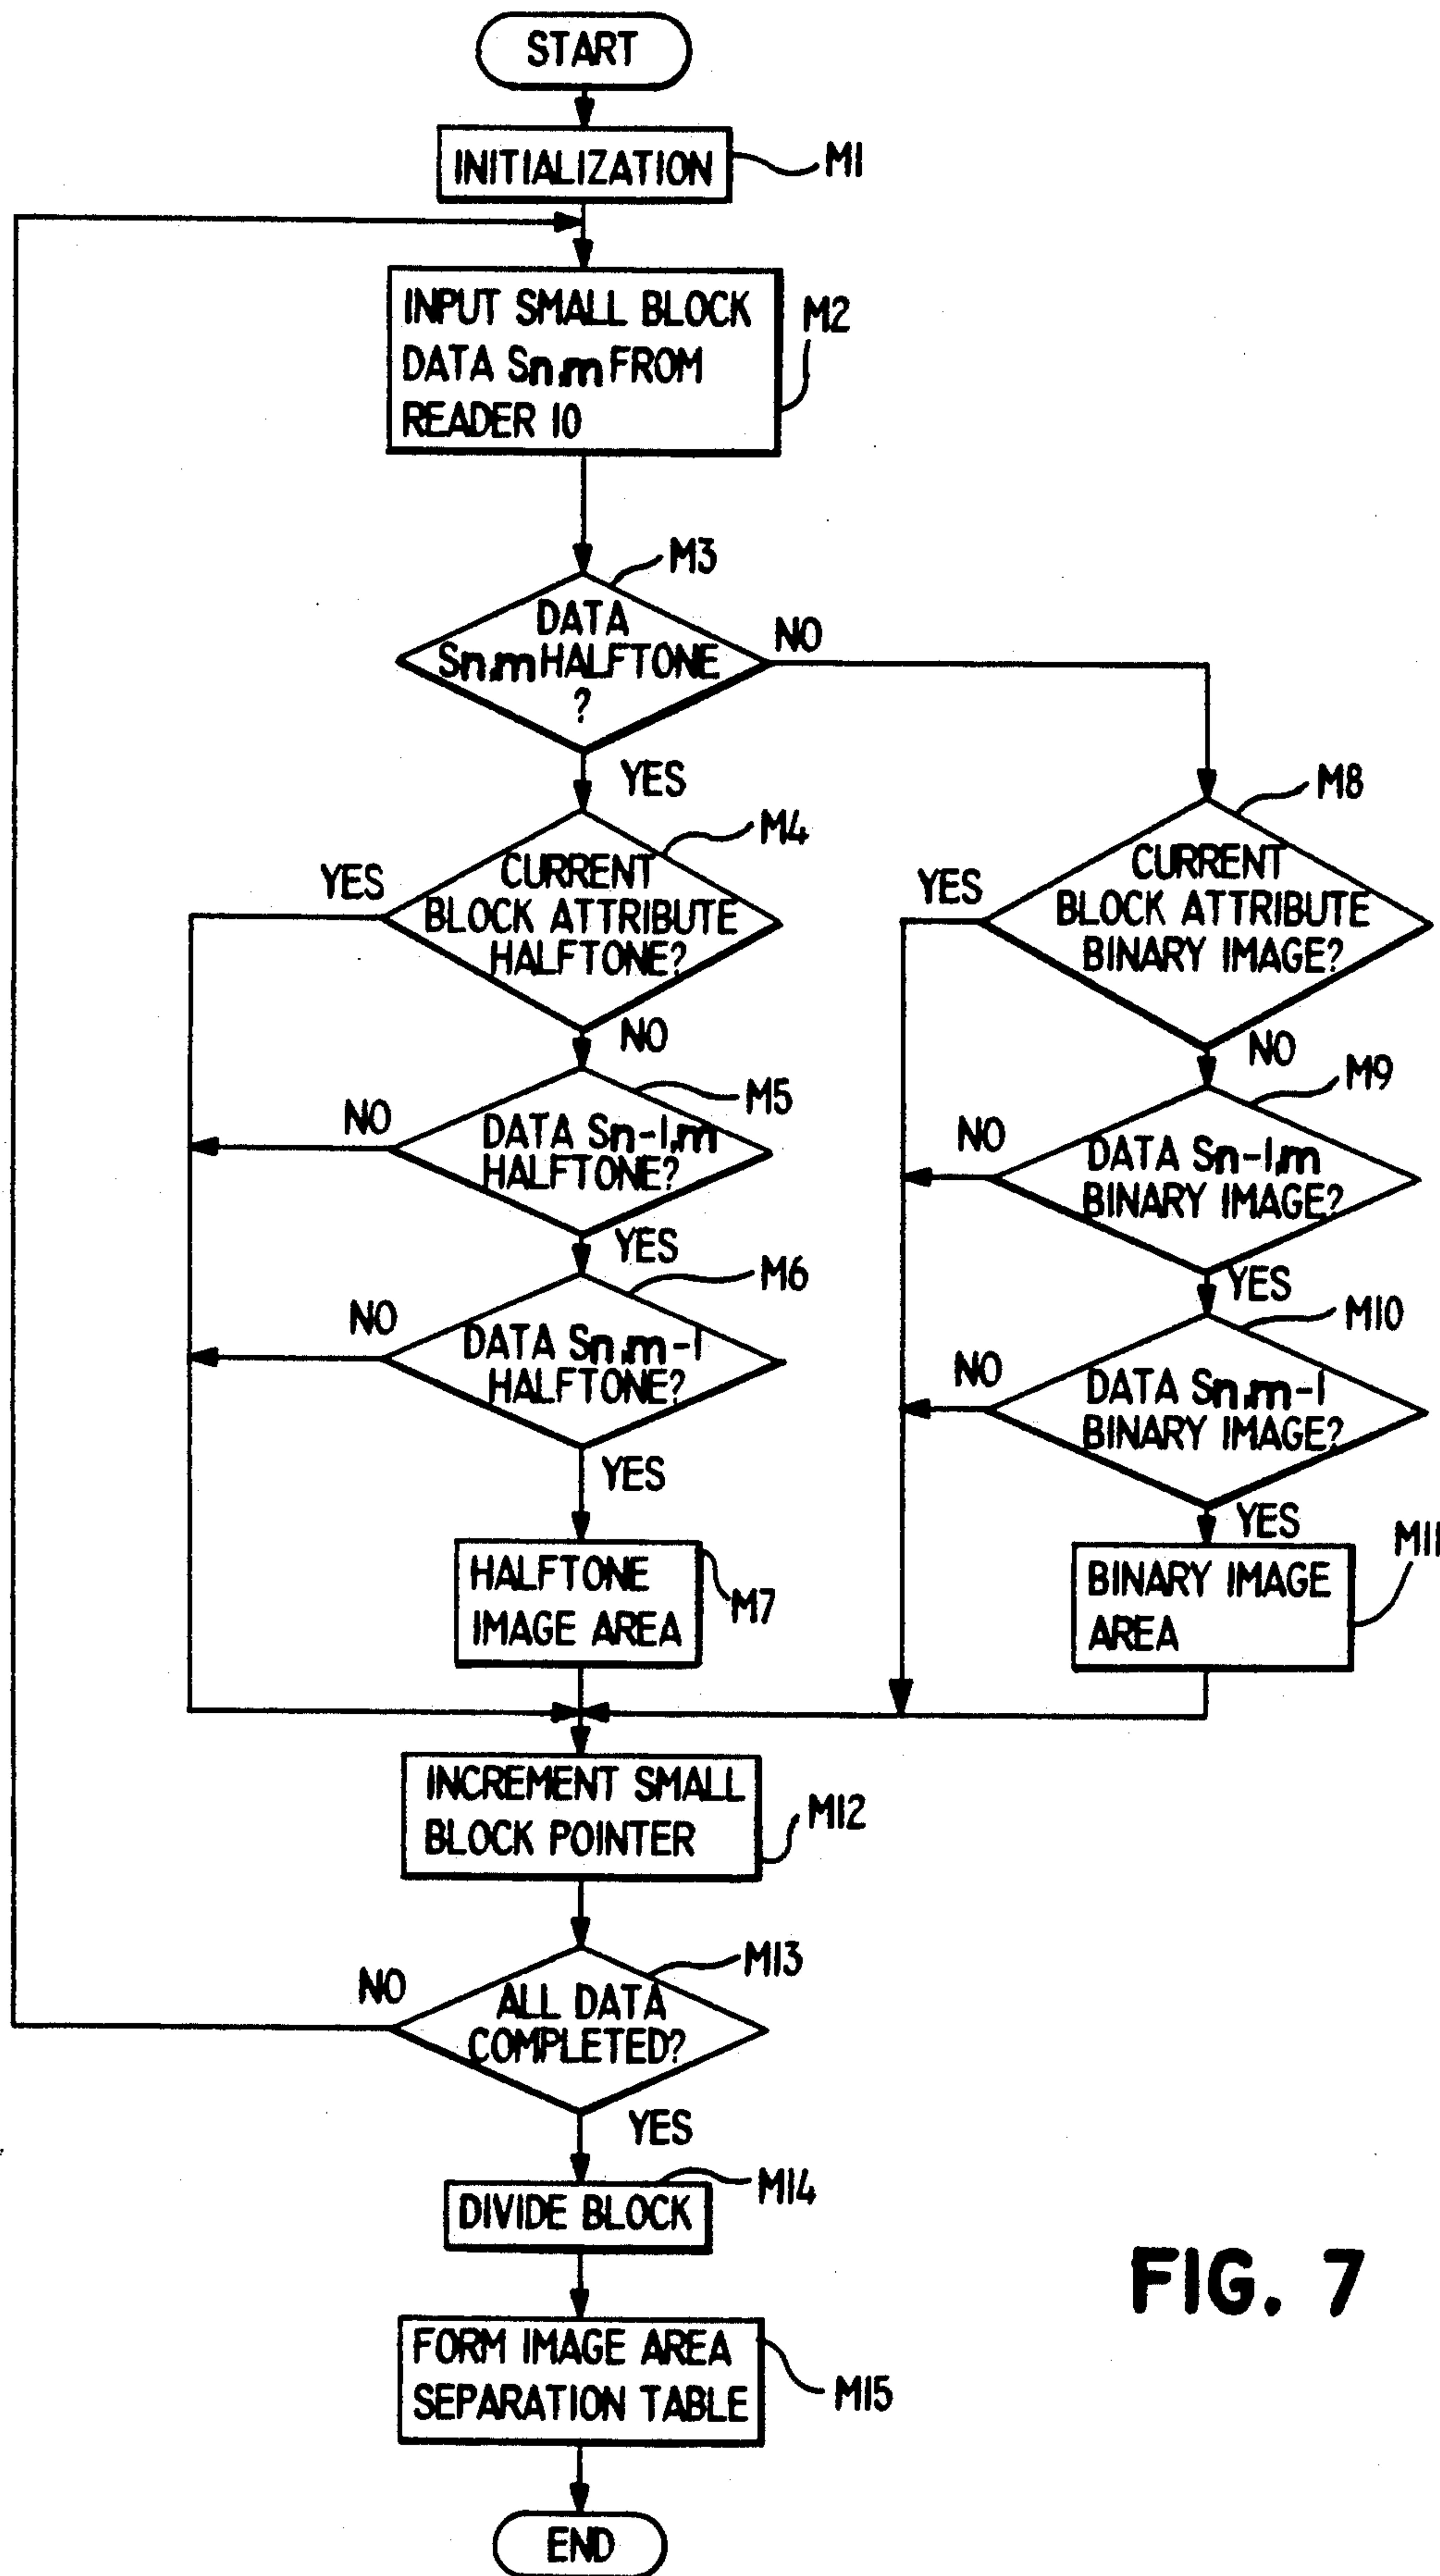 START
INITIALIZATION
M1
INPUT SMALL BLOCK
DATA Sn,m FROM
READER 10
M2
M3
DATA
Sn,m HALFTONE
?
NO
YES
M4
YES
CURRENT
BLOCK ATTRIBUTE
HALFTONE?
NO
M8
YES
CURRENT
BLOCK ATTRIBUTE
BINARY IMAGE?
NO
M5
NO
DATA Sn-1,m
HALFTONE?
YES
M9
NO
DATA Sn-1,m
BINARY IMAGE?
YES
M6
NO
DATA Sn,m-1
HALFTONE?
YES
M10
NO
DATA Sn,m-1
BINARY IMAGE?
YES
HALFTONE
IMAGE AREA
M7
BINARY IMAGE
AREA
M11
INCREMENT SMALL
BLOCK POINTER
M12
M13
NO
ALL DATA
COMPLETED?
YES
DIVIDE BLOCK
M14
FORM IMAGE AREA
SEPARATION TABLE
M15
END
FIG. 7